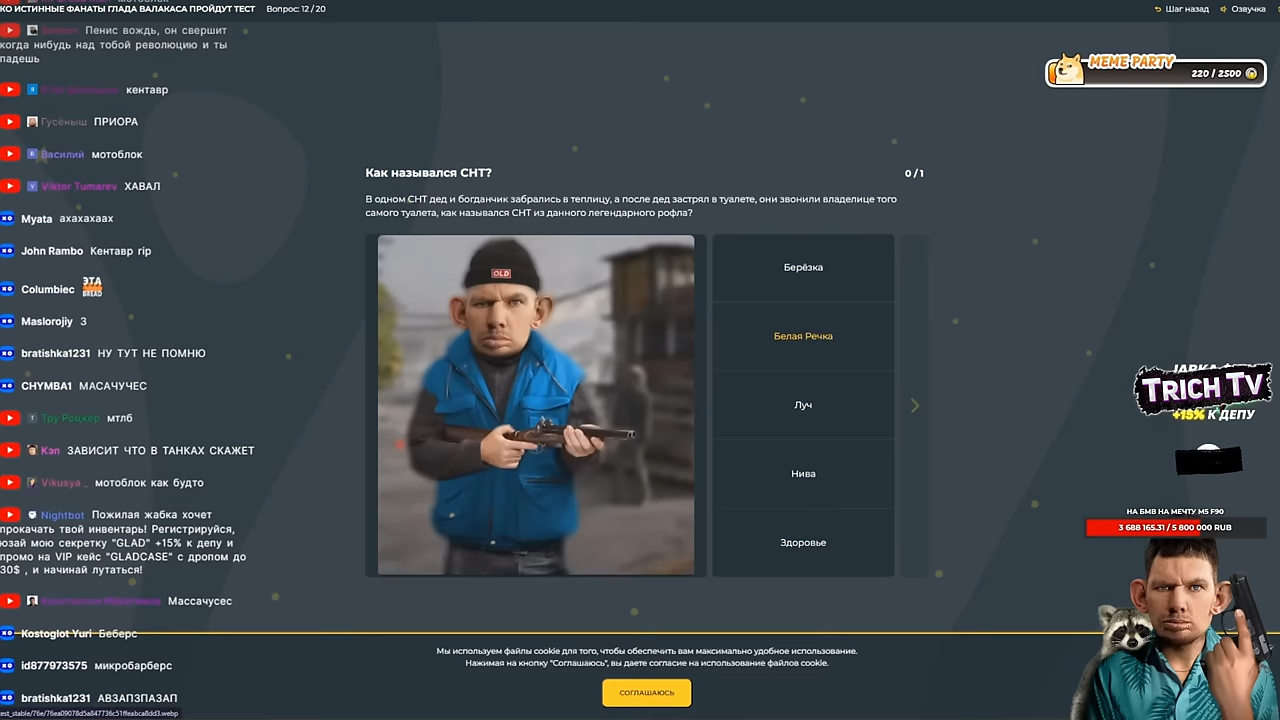 КО ИСТИННЫЕ ФАНАТЫ ГЛАДА ВАЛАКАСА ПРОЙДУТ ТЕСТ
Вопрос: 12 / 20
Шаг назад
Озвучка
Пенис вождь, он свершит
когда нибудь над тобой революцию и ты
падешь
кентавр
Гусёныш ПРИОРА
Василий мотоблок
Viktor Tumarev ХАВАЛ
Myata ахахахаах
John Rambo Кентавр rip
Columbiec ЭТА BREAD
Maslorojiy 3
bratishka1231 НУ ТУТ НЕ ПОМНЮ
CHYMBA1 МАСАЧУЧЕС
Тру Роцкер мтлб
Кэп ЗАВИСИТ ЧТО В ТАНКАХ СКАЖЕТ
Vikusya _ мотоблок как будто
Nightbot Пожилая жабка хочет
прокачать твой инвентарь! Регистрируйся,
юзай мою секретку "GLAD" +15% к депу и
промо на VIP кейс "GLADCASE" с дропом до
30$ , и начинай лутаться!
Массачусес
Kostoglot Yuri Беберс
id877973575 микробарберс
bratishka1231 АВЗАПЗПАЗАП
est_stable/76e/76ea09078d5a847736c51ffeabca8dd3.webp
Как назывался СНТ?
0 / 1
В одном СНТ дед и богданчик забрались в теплицу, а после дед застрял в туалете, они звонили владелице того
самого туалета, как назывался СНТ из данного легендарного рофла?
OLD
Берёзка
Белая Речка
Луч
Нива
Здоровье
Мы используем файлы cookie для того, чтобы обеспечить вам максимально удобное использование.
Нажимая на кнопку "Соглашаюсь", вы даете согласие на использование файлов cookie.
СОГЛАШАЮСЬ
MEME PARTY
220 / 2500
TRICH TV
+15% К ДЕПУ
НА БМВ НА МЕЧТУ M5 F90
3 688 165.31 / 5 800 000 RUB